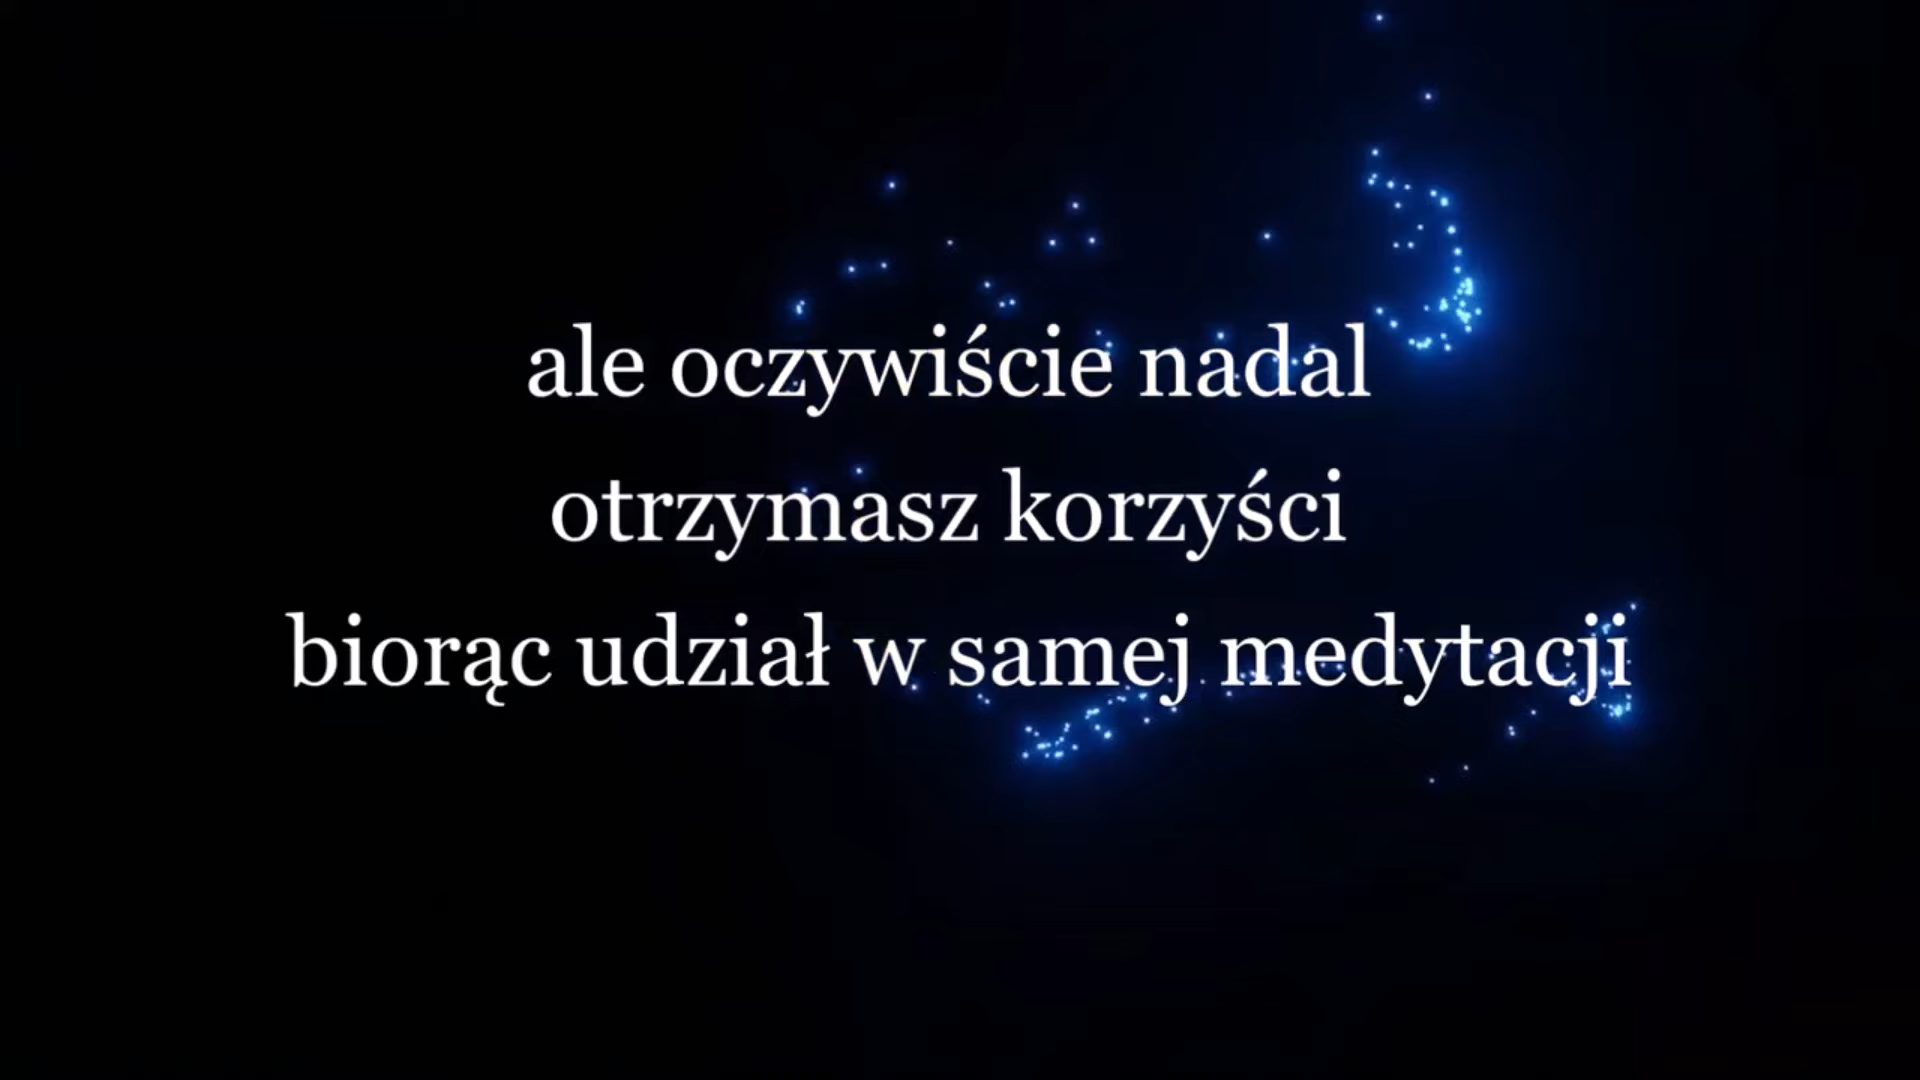 ale oczywiście nadal
otrzymasz korzyści
biorąc udział w samej medytacji